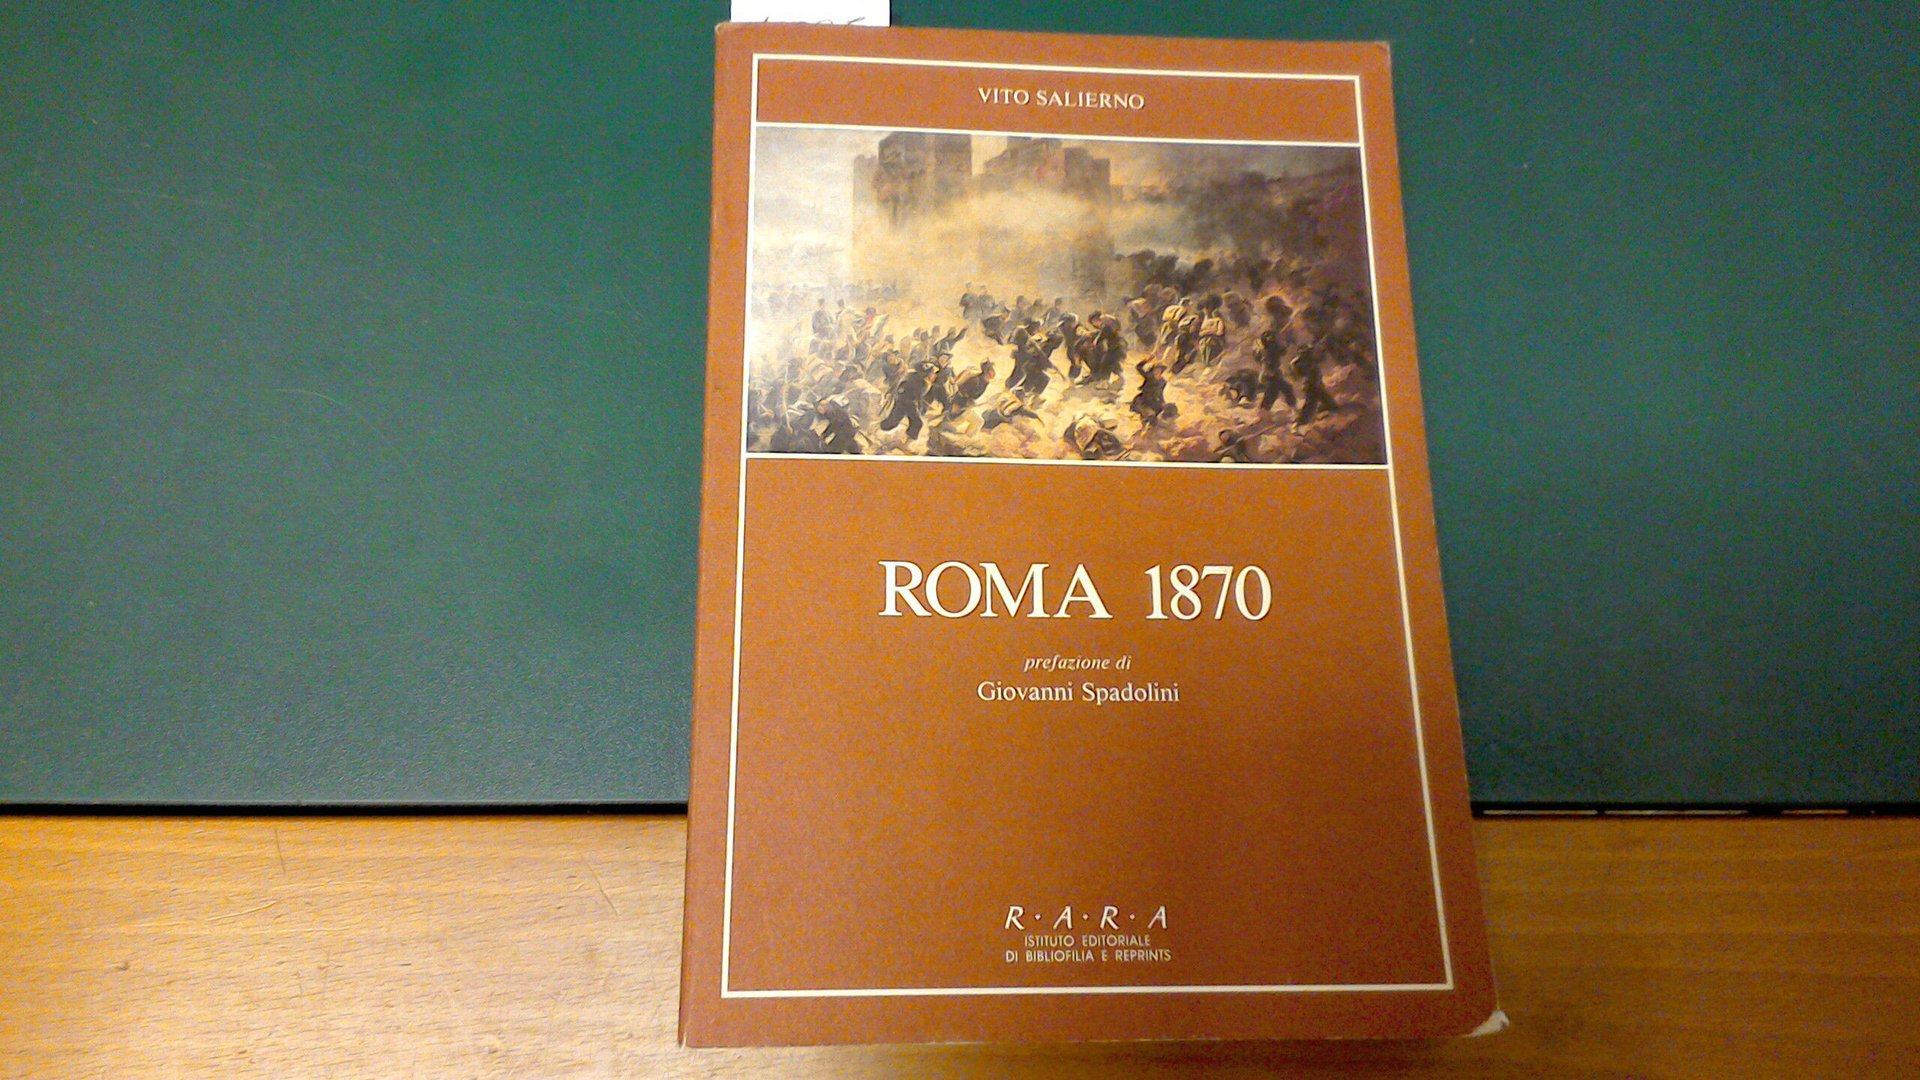 VITO SALIERNO
ROMA 1870
prefazione di
Giovanni Spadolini
R·A·R·A
ISTITUTO EDITORIALE
DI BIBLIOFILIA E REPRINTS